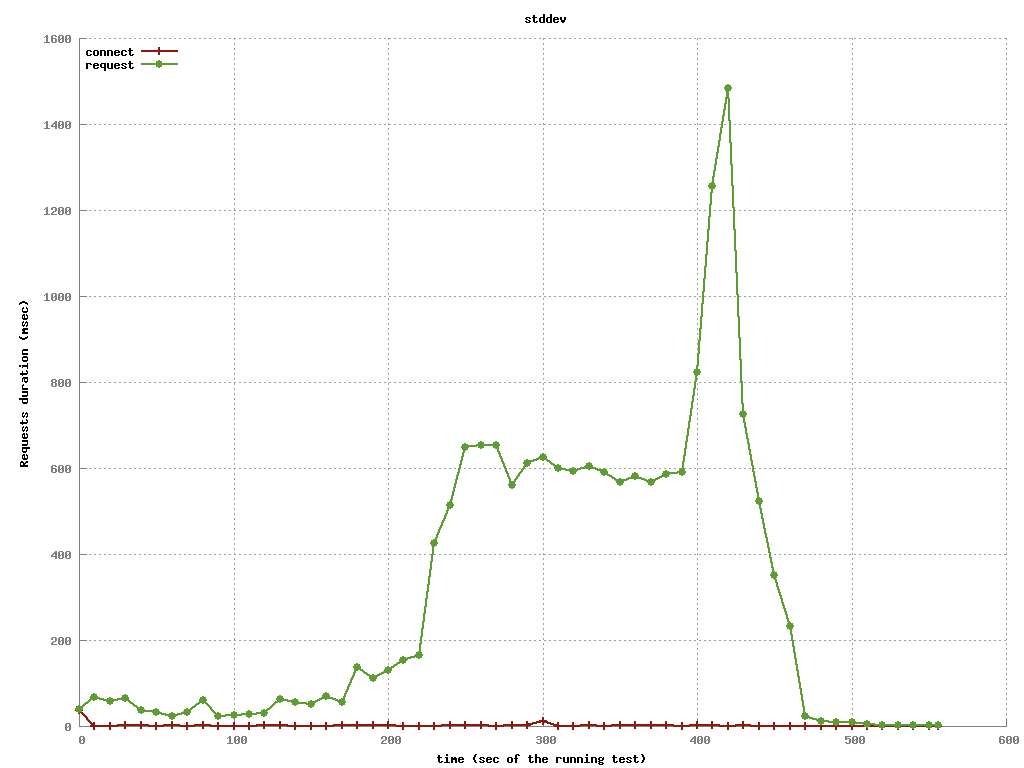 stddev
connect
request
1600
1400
1200
1000
800
600
400
200
0
Requests duration (msec)
0 100 200 300 400 500 600
time (sec of the running test)